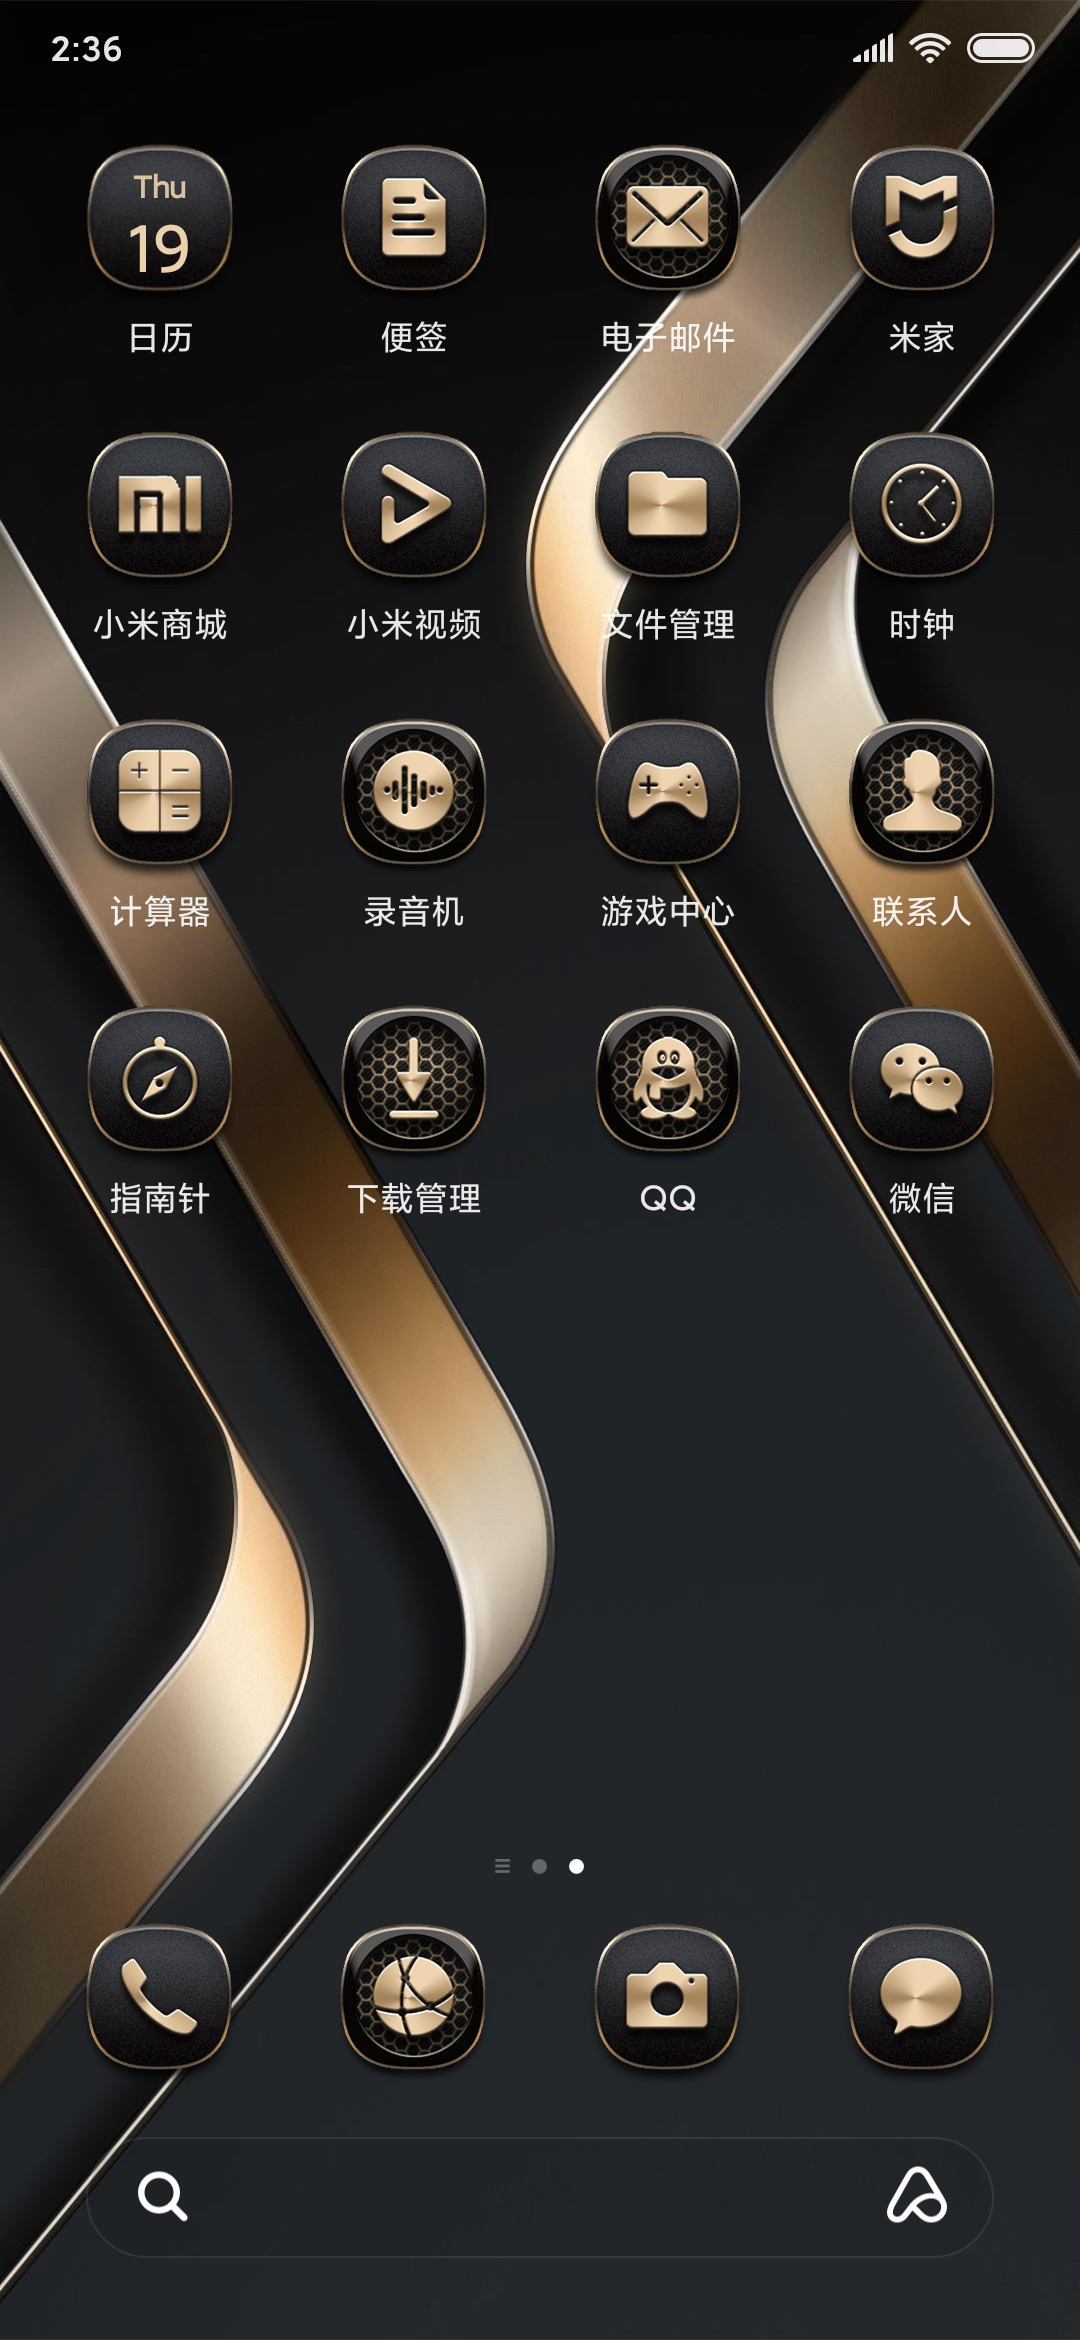 2:36
Thu
19
日历
便签
电子邮件
米家
小米商城
小米视频
文件管理
时钟
计算器
录音机
游戏中心
联系人
指南针
下载管理
QQ
微信